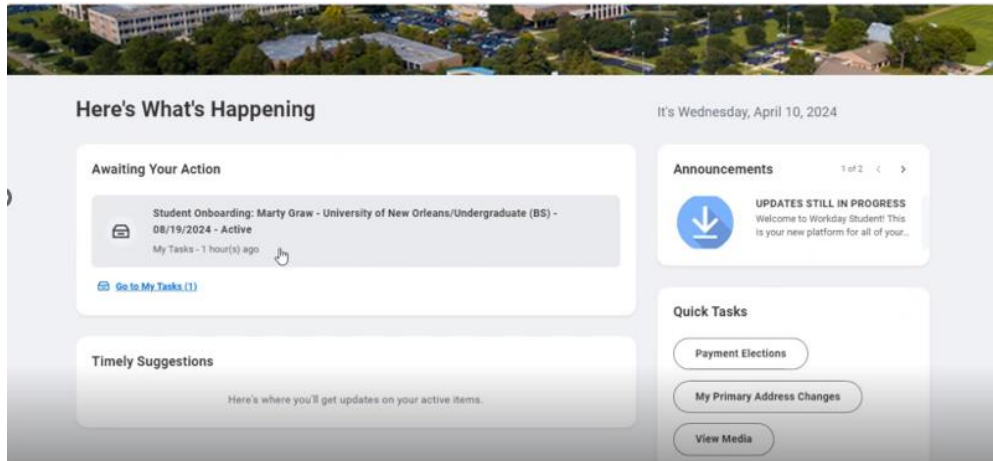 Here's What's Happening
It's Wednesday, April 10, 2024
Awaiting Your Action
Student Onboarding: Marty Graw - University of New Orleans/Undergraduate (BS) -
08/19/2024 - Active
My Tasks - 1 hour(s) ago
Go to My Tasks (1)
Timely Suggestions
Here's where you'll get updates on your active items.
Announcements
1 of 2
UPDATES STILL IN PROGRESS
Welcome to Workday Student! This
is your new platform for all of your...
Quick Tasks
Payment Elections
My Primary Address Changes
View Media